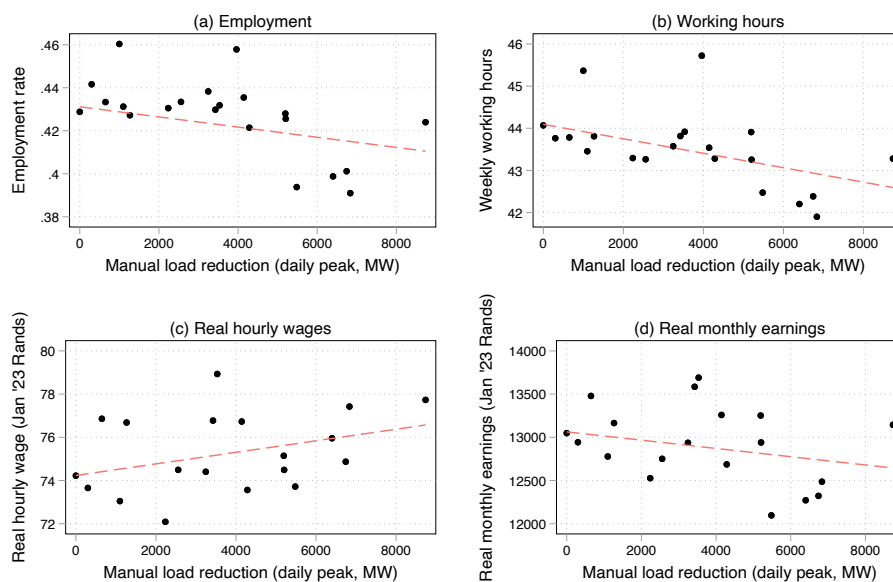 (a) Employment
Employment rate
.46
.44
.42
.4
.38
0 2000 4000 6000 8000
Manual load reduction (daily peak, MW)
(b) Working hours
Weekly working hours
46
45
44
43
42
0 2000 4000 6000 8000
Manual load reduction (daily peak, MW)
(c) Real hourly wages
Real hourly wage (Jan '23 Rands)
80
78
76
74
72
0 2000 4000 6000 8000
Manual load reduction (daily peak, MW)
(d) Real monthly earnings
Real monthly earnings (Jan '23 Rands)
14000
13500
13000
12500
12000
0 2000 4000 6000 8000
Manual load reduction (daily peak, MW)